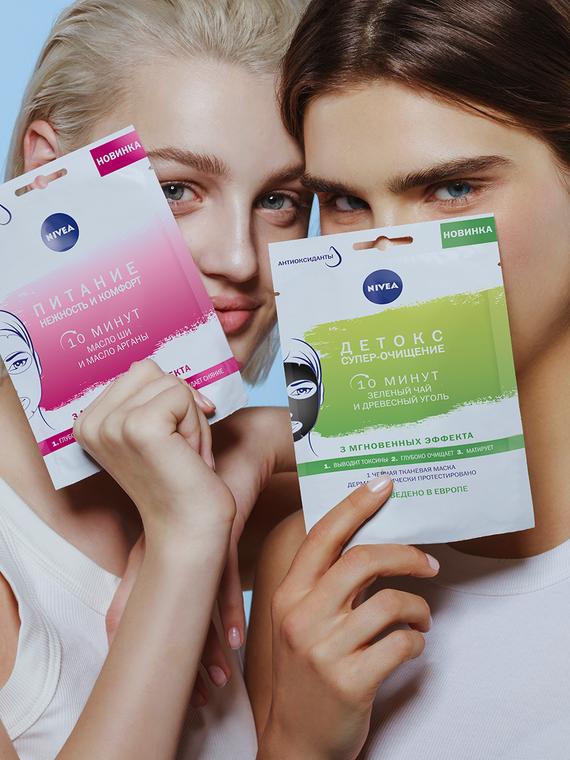 НОВИНКА
NIVEA
ПИТАНИЕ
НЕЖНОСТЬ И КОМФОРТ
10 МИНУТ
МАСЛО ШИ
И МАСЛО АРГАНЫ
НОВИНКА
АНТИОКСИДАНТЫ
NIVEA
ДЕТОКС
СУПЕР-ОЧИЩЕНИЕ
10 МИНУТ
ЗЕЛЕНЫЙ ЧАЙ
И ДРЕВЕСНЫЙ УГОЛЬ
3 МГНОВЕННЫХ ЭФФЕКТА
1. ВЫВОДИТ ТОКСИНЫ 2. ГЛУБОКО ОЧИЩАЕТ 3. МАТИРУЕТ
1 ЧЕРНАЯ ТКАНЕВАЯ МАСКА
ПРОТЕСТИРОВАНО
В ЕВРОПЕ